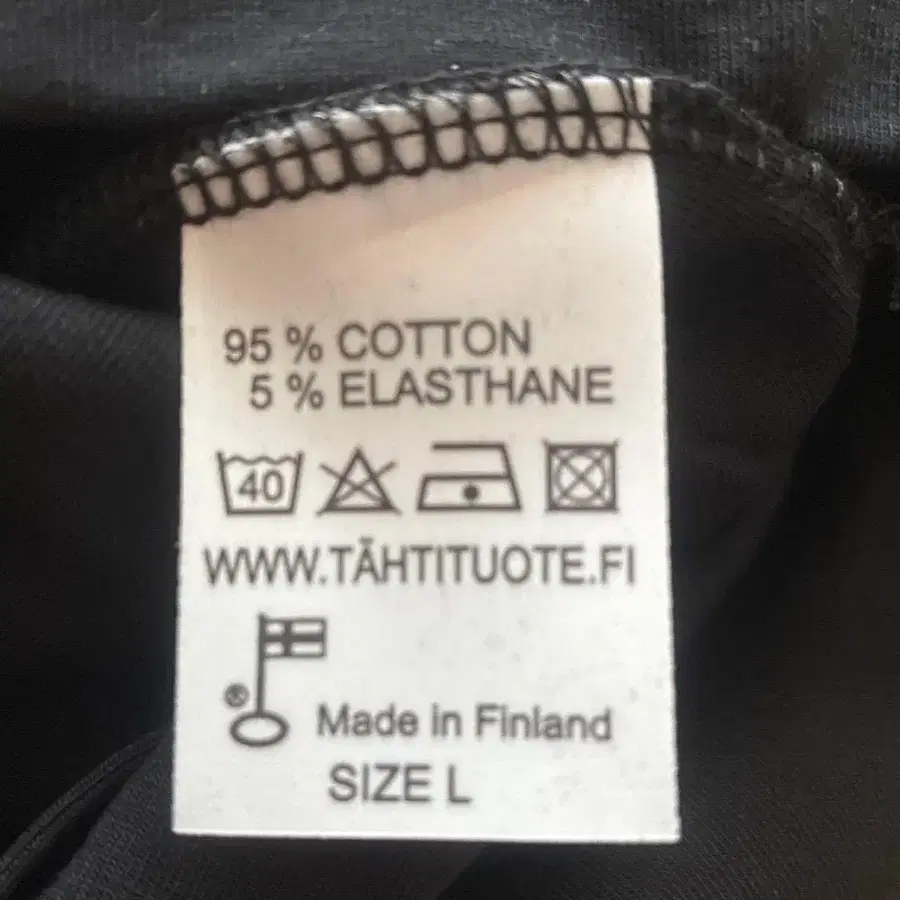 95 % COTTON
5 % ELASTHANE
40
WWW.TÄHTITUOTE.FI
®
Made in Finland
SIZE L